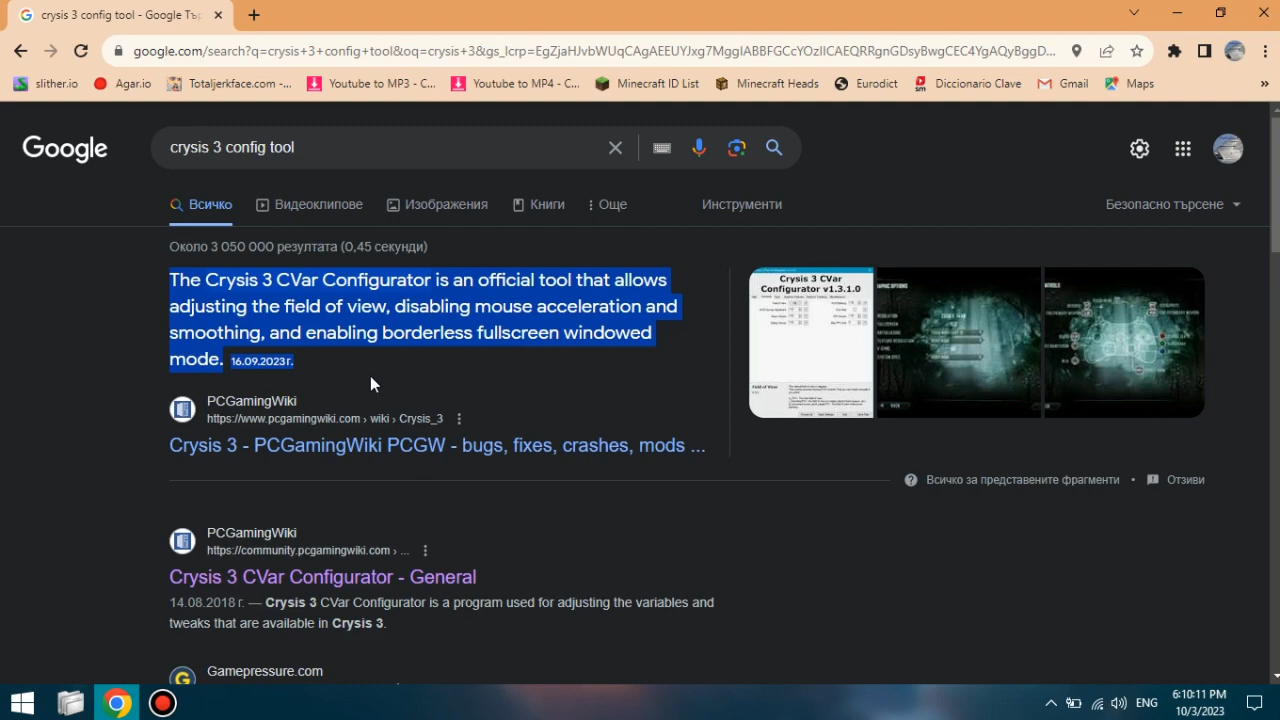 crysis 3 config tool - Google Тър
google.com/search?q=crysis+3+config+tool&oq=crysis+3&gs_lcrp=EgZjaHJvbWUqCAgAEEUYJxg7MggIABBFGCcYOzIICAEQRRgnGDsyBwgCEC4YgAQyBggD...
slither.io
Agar.io
Totaljerkface.com -...
Youtube to MP3 - C...
Youtube to MP4 - C...
Minecraft ID List
Minecraft Heads
Eurodict
Diccionario Clave
Gmail
Maps
»
Google
crysis 3 config tool
Всичко
Видеоклипове
Изображения
Книги
Още
Инструменти
Безопасно търсене
Около 3 050 000 резултата (0,45 секунди)
The Crysis 3 CVar Configurator is an official tool that allows
adjusting the field of view, disabling mouse acceleration and
smoothing, and enabling borderless fullscreen windowed
mode. 16.09.2023 г.
Crysis 3 CVar
Configurator v1.3.1.0
Field of View
PCGamingWiki
https://www.pcgamingwiki.com › wiki › Crysis_3
Crysis 3 - PCGamingWiki PCGW - bugs, fixes, crashes, mods ...
Всичко за представените фрагменти • Отзиви
PCGamingWiki
https://community.pcgamingwiki.com › ...
Crysis 3 CVar Configurator - General
14.08.2018 г. — Crysis 3 CVar Configurator is a program used for adjusting the variables and
tweaks that are available in Crysis 3.
Gamepressure.com
ENG
6:10:11 PM
10/3/2023